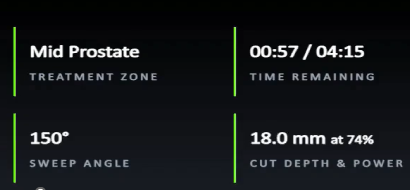 Mid Prostate
TREATMENT ZONE
00:57 / 04:15
TIME REMAINING
150°
SWEEP ANGLE
18.0 mm at 74%
CUT DEPTH & POWER